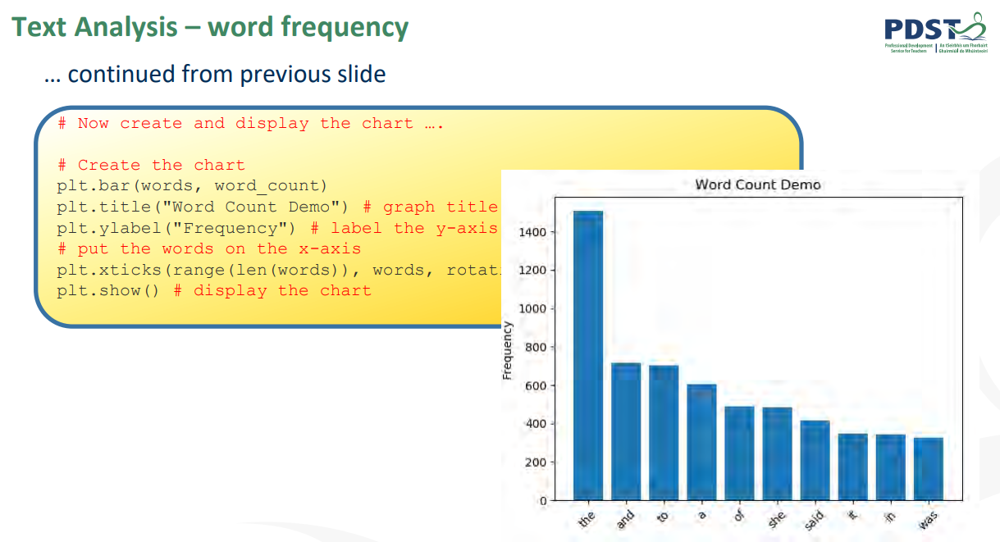 Text Analysis – word frequency
PDST
Professional Development
Service for Teachers
An tSeirbhís um Fhorbairt
Ghairmiúil do Mhúinteoirí
… continued from previous slide
# Now create and display the chart ….
# Create the chart
plt.bar(words, word_count)
plt.title("Word Count Demo") # graph title
plt.ylabel("Frequency") # label the y-axis
# put the words on the x-axis
plt.xticks(range(len(words)), words, rotati
plt.show() # display the chart
Word Count Demo
Frequency
1400
1200
1000
800
600
400
200
0
the and to a of she said it in was